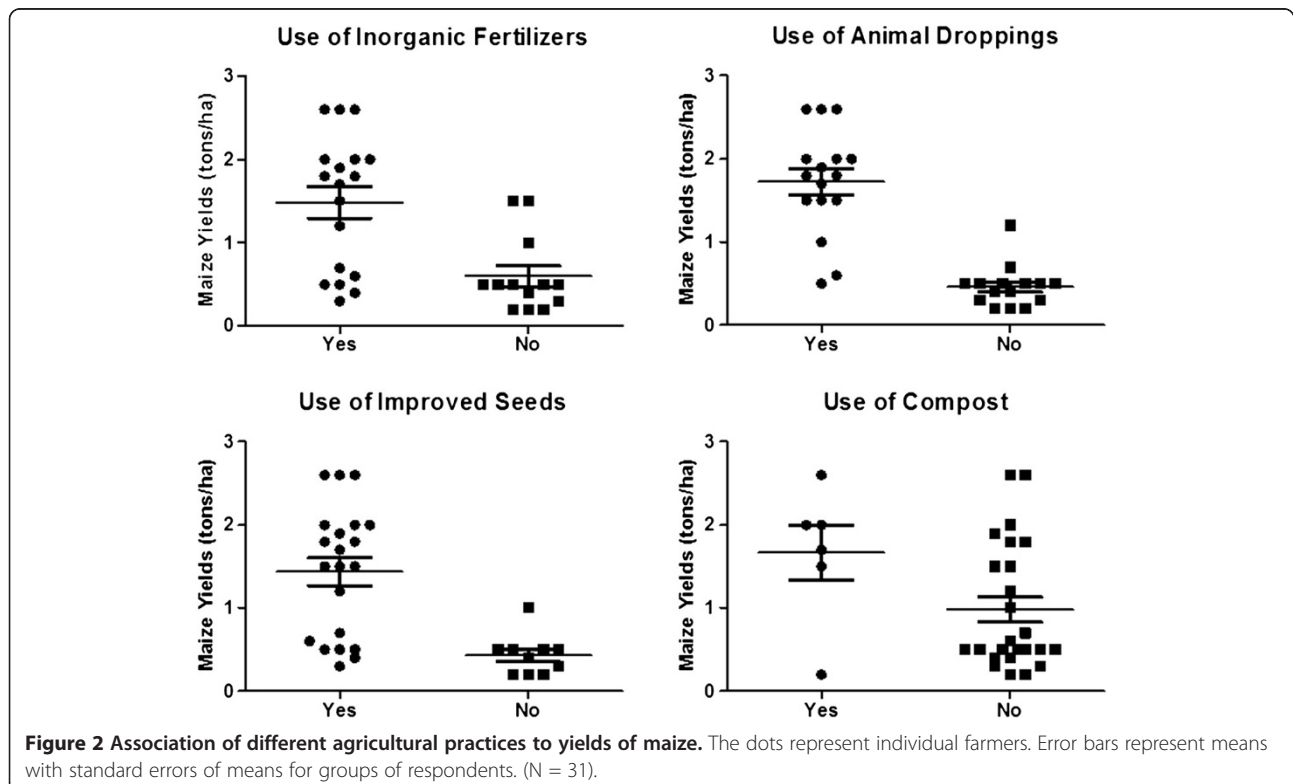 Use of Inorganic Fertilizers
Maize Yields (tons/ha)
3
2
1
0
Yes No
Use of Animal Droppings
Maize Yields (tons/ha)
3
2
1
0
Yes No
Use of Improved Seeds
Maize Yields (tons/ha)
3
2
1
0
Yes No
Use of Compost
Maize Yields (tons/ha)
3
2
1
0
Yes No
Figure 2 Association of different agricultural practices to yields of maize. The dots represent individual farmers. Error bars represent means
with standard errors of means for groups of respondents. (N = 31).